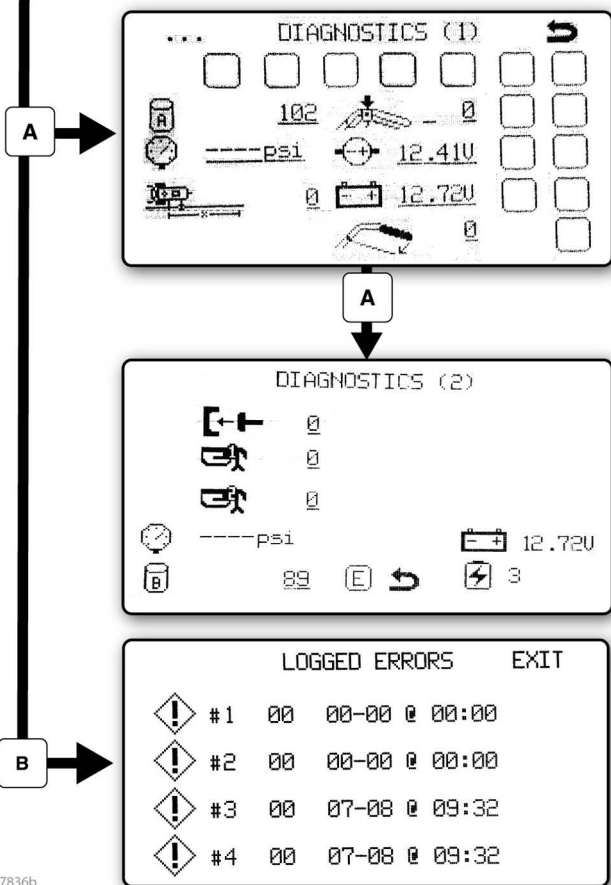 ... DIAGNOSTICS (1)
A
A 102 _ 0
----psi 12.41V
x 0 - + 12.72V
0
A
DIAGNOSTICS (2)
0
0
0
----psi - + 12.72V
B 89 E 3
LOGGED ERRORS EXIT
! #1 00 00-00 @ 00:00
! #2 00 00-00 @ 00:00
B
! #3 00 07-08 @ 09:32
! #4 00 07-08 @ 09:32
7836b